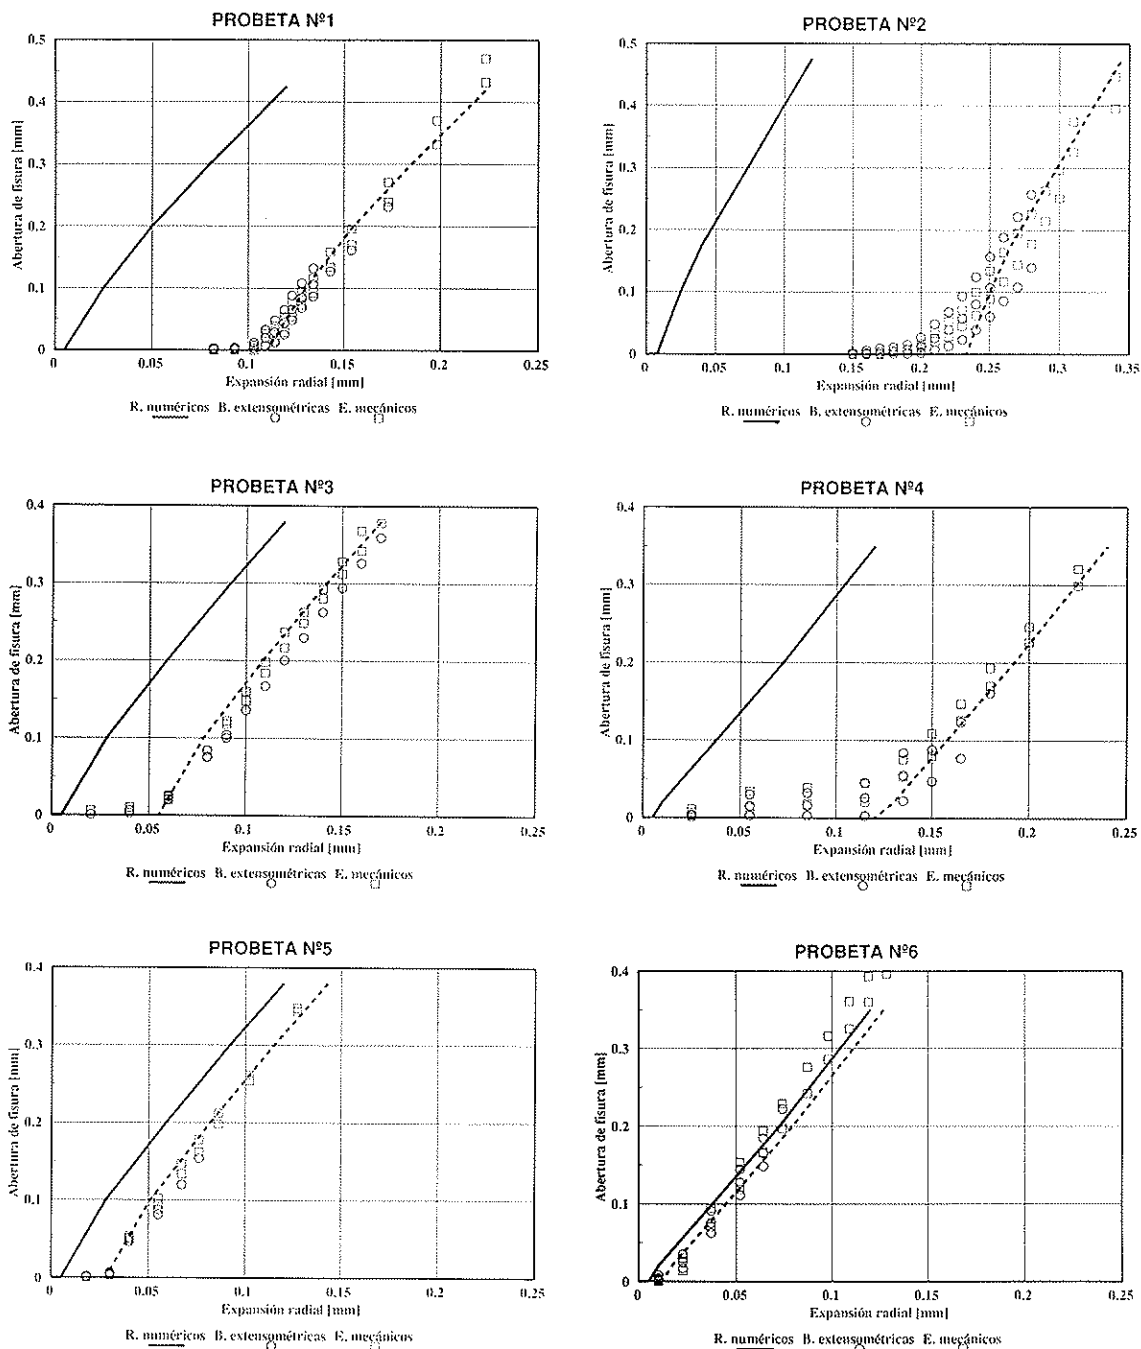 PROBETA Nº1
Abertura de fisura [mm]
0.5
0.4
0.3
0.2
0.1
0
0.05
0.1
0.15
0.2
0.25
Expansión radial [mm]
R. numéricos B. extensométricas E. mecánicos
PROBETA Nº2
Abertura de fisura [mm]
0.5
0.4
0.3
0.2
0.1
0
0
0.05
0.1
0.15
0.2
0.25
0.3
0.35
Expansión radial [mm]
R. numéricos B. extensométricas E. mecánicos
PROBETA Nº3
Abertura de fisura [mm]
0.4
0.3
0.2
0.1
0
0
0.05
0.1
0.15
0.2
0.25
Expansión radial [mm]
R. numéricos B. extensométricas E. mecánicos
PROBETA Nº4
Abertura de fisura [mm]
0.4
0.3
0.2
0.1
0
0
0.05
0.1
0.15
0.2
0.25
Expansión radial [mm]
R. numéricos B. extensométricas E. mecánicos
PROBETA Nº5
Abertura de fisura [mm]
0.4
0.3
0.2
0.1
0
0
0.05
0.1
0.15
0.2
0.25
Expansión radial [mm]
R. numéricos B. extensométricas E. mecánicos
PROBETA Nº6
Abertura de fisura [mm]
0.4
0.3
0.2
0.1
0
0
0.05
0.1
0.15
0.2
0.25
Expansión radial [mm]
R. numéricos B. extensométricas E. mecánicos